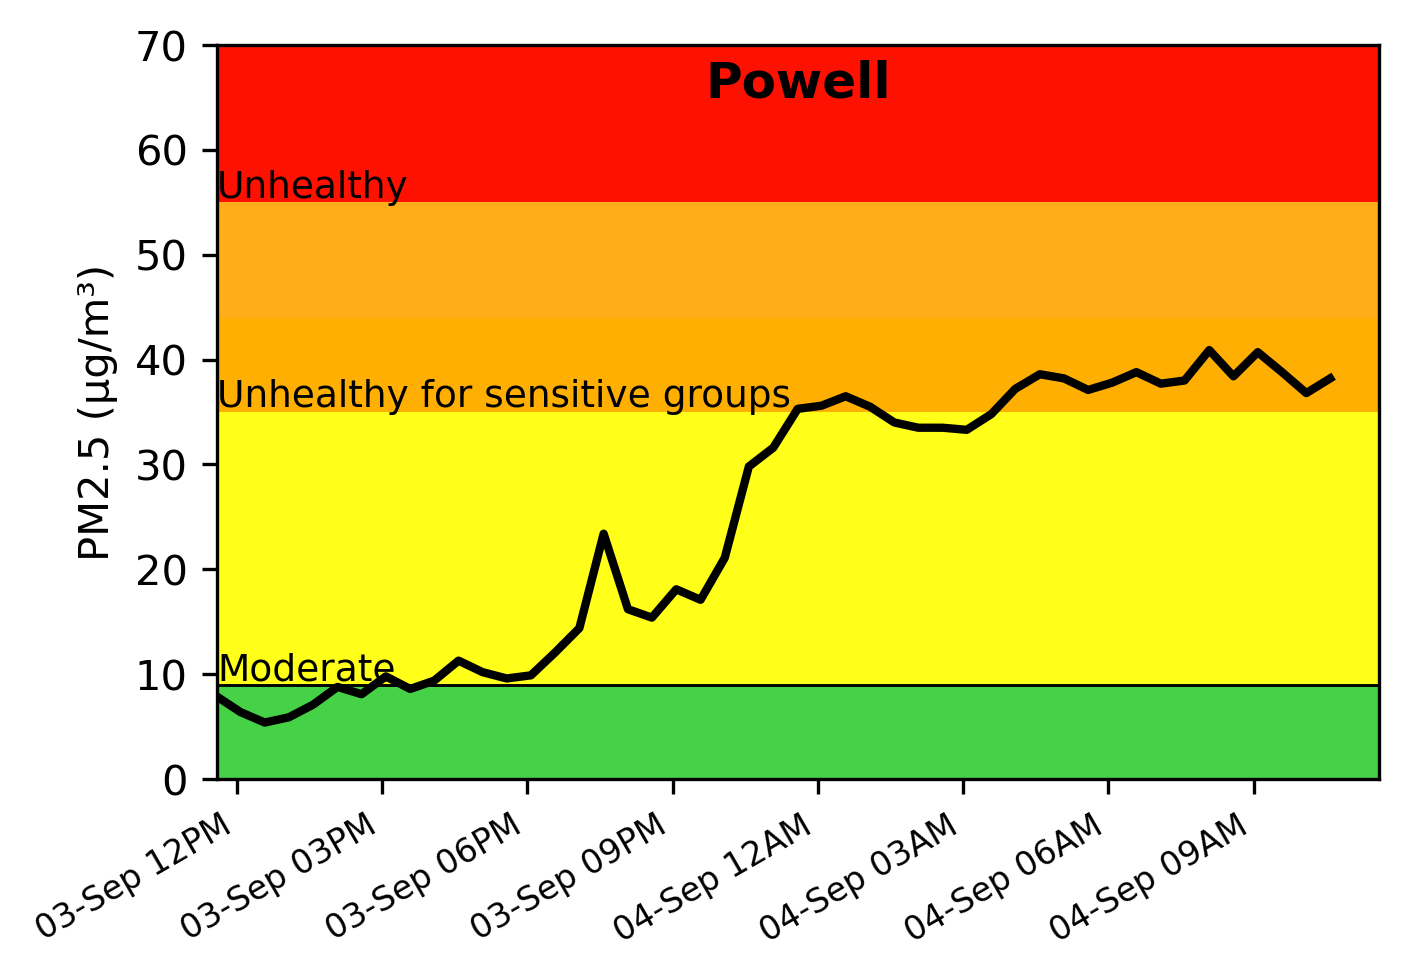 Powell
PM2.5 (µg/m³)
70
60
50
40
30
20
10
0
Unhealthy
Unhealthy for sensitive groups
Moderate
03-Sep 12PM
03-Sep 03PM
03-Sep 06PM
03-Sep 09PM
04-Sep 12AM
04-Sep 03AM
04-Sep 06AM
04-Sep 09AM